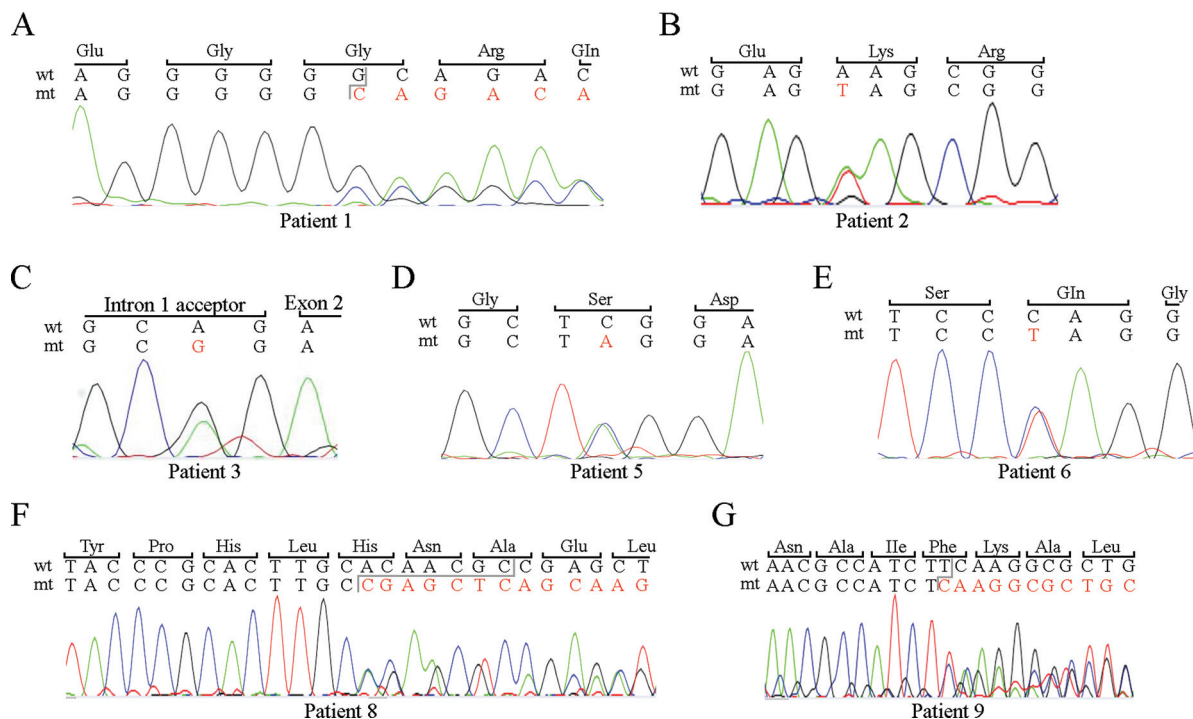 A
Glu Gly Gly Arg Gln
wt A G G G G G G C A G A C
mt A G G G G G C A G A C A
Patient 1
B
Glu Lys Arg
wt G A G A A G C G G
mt G A G T A G C G G
Patient 2
C
Intron 1 acceptor Exon 2
wt G C A G A
mt G C G G A
Patient 3
D
Gly Ser Asp
wt G C T C G G A
mt G C T A G G A
Patient 5
E
Ser Gln Gly
wt T C C C A G G
mt T C C T A G G
Patient 6
F
Tyr Pro His Leu His Asn Ala Glu Leu
wt T A C C C G C A C T T G C A C A A C G C C G A G C T
mt T A C C C G C A C T T G C C G A G C T C A G C A A G
Patient 8
G
Asn Ala Ile Phe Lys Ala Leu
wt A A C G C C A T C T T C A A G G C G C T G
mt A A C G C C A T C T C A A G G C G C T G C
Patient 9